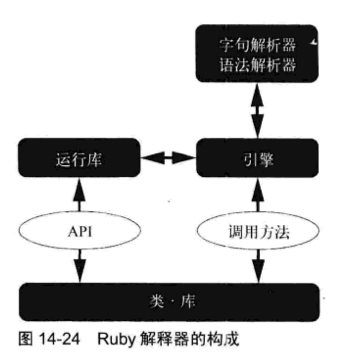 字句解析器
语法解析器
运行库
引擎
API
调用方法
类·库
图 14-24 Ruby 解释器的构成